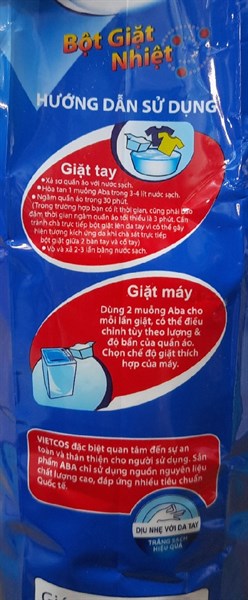 Bột Giặt
Nhiệt
HƯỚNG DẪN SỬ DỤNG
Giặt tay
•Xả sơ quần áo với nước sạch.
•Hòa tan 1 muỗng Aba trong 3-4 lít nước sạch.
•Ngâm quần áo trong 30 phút.
(Trong trường hợp bạn có ít thời gian, cũng phải bảo
đảm thời gian ngâm quần áo tối thiểu là 3 phút. Cần
tránh chà trực tiếp bột giặt lên da tay vì có thể gây
hiện tượng kích ứng da khi chà sát trực tiếp
bột giặt giữa 2 bàn tay và cổ tay)
•Vò và xả 2-3 lần bằng nước sạch.
Giặt máy
Dùng 2 muỗng Aba cho
mỗi lần giặt, có thể điều
chỉnh tùy theo lượng &
độ bẩn của quần áo.
Chọn chế độ giặt thích
hợp của máy.
VIETCOS đặc biệt quan tâm đến sự an
toàn và thân thiện cho người sử dụng. Sản
phẩm ABA chỉ sử dụng nguồn nguyên liệu
chất lượng cao, đáp ứng nhiều tiêu chuẩn
Quốc tế.
DỊU NHẸ VỚI DA TAY
TRẮNG SẠCH
HIỆU QUẢ